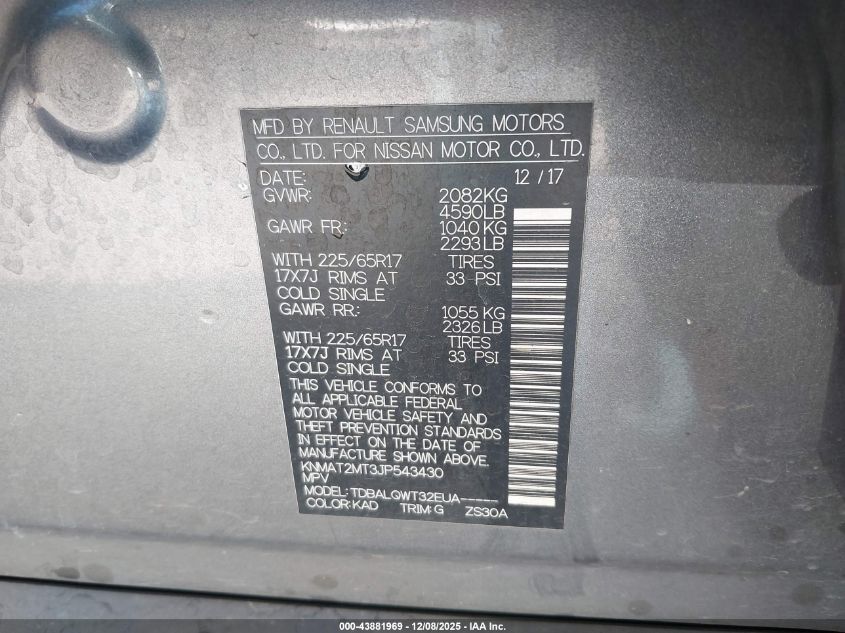 MFD BY RENAULT SAMSUNG MOTORS
CO., LTD. FOR NISSAN MOTOR CO., LTD.
DATE: 12 / 17
GVWR: 2082KG
4590LB
GAWR FR: 1040 KG
2293 LB
WITH 225/65R17 TIRES
17X7J RIMS AT 33 PSI
COLD SINGLE
GAWR RR: 1055 KG
2326 LB
WITH 225/65R17 TIRES
17X7J RIMS AT 33 PSI
COLD SINGLE
THIS VEHICLE CONFORMS TO
ALL APPLICABLE FEDERAL
MOTOR VEHICLE SAFETY AND
THEFT PREVENTION STANDARDS
IN EFFECT ON THE DATE OF
MANUFACTURE SHOWN ABOVE.
KNMAT2MT3JP543430
MPV
MODEL: TDBALQWT32EUA-----
COLOR: KAD TRIM: G ZS30A
000-43881969 - 12/08/2025 - IAA Inc.